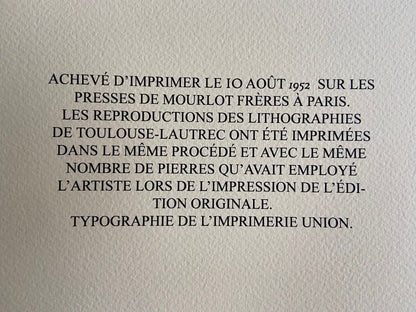 ACHEVÉ D’IMPRIMER LE 10 AOÛT 1952 SUR LES
PRESSES DE MOURLOT FRÈRES À PARIS.
LES REPRODUCTIONS DES LITHOGRAPHIES
DE TOULOUSE-LAUTREC ONT ÉTÉ IMPRIMÉES
DANS LE MÊME PROCÉDÉ ET AVEC LE MÊME
NOMBRE DE PIERRES QU’AVAIT EMPLOYÉ
L’ARTISTE LORS DE L’IMPRESSION DE L’ÉDI-
TION ORIGINALE.
TYPOGRAPHIE DE L’IMPRIMERIE UNION.